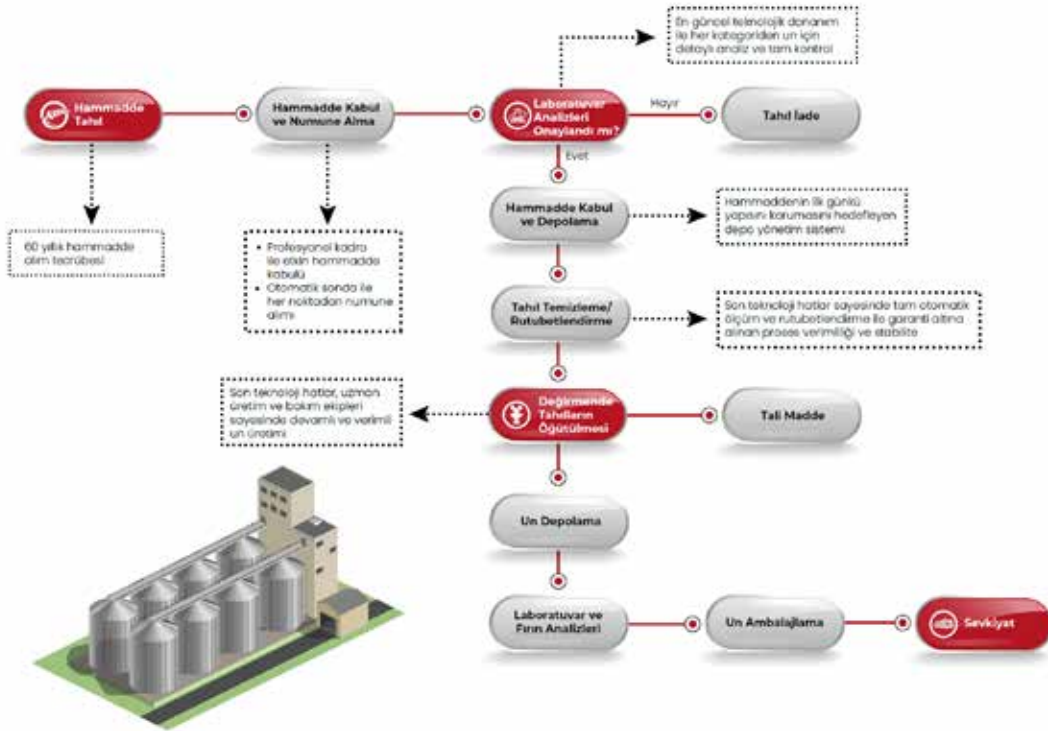 En güncel teknolojik donanım
ile her kategoriden un için
detaylı analiz ve tam kontrol
Hammadde
Tahıl
Hammadde Kabul
ve Numune Alma
Laboratuvar
Analizleri
Onaylandı mı?
Hayır
Tahıl İade
Evet
60 yıllık hammadde
alım tecrübesi
• Profesyonel kadro
ile etkin hammadde
kabulü
• Otomatik sonda ile
her noktadan numune
alımı
Hammadde Kabul
ve Depolama
Hammaddenin ilk günkü
yapısını korumasını hedefleyen
depo yönetim sistemi
Tahıl Temizleme/
Rutubetlendirme
Son teknoloji hatlar sayesinde tam otomatik
ölçüm ve rutubetlendirme ile garanti altına
alınan proses verimliliği ve stabilite
Son teknoloji hatlar, uzman
üretim ve bakım ekipleri
sayesinde devamlı ve verimli
un üretimi
Değirmende
Tahılların
Öğütülmesi
Tali Madde
Un Depolama
Laboratuvar ve
Fırın Analizleri
Un Ambalajlama
Sevkiyat